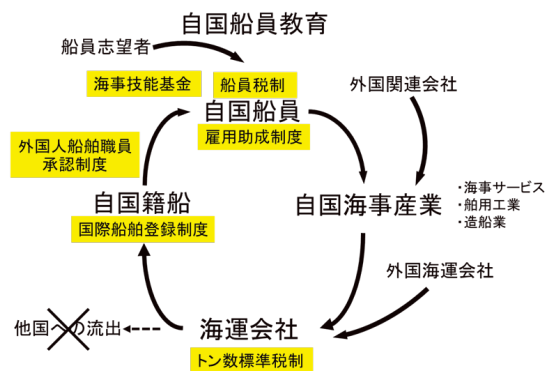 自国船員教育
船員志望者
海事技能基金
船員税制
外国関連会社
自国船員
雇用助成制度
外国人船舶職員
承認制度
自国籍船
国際船舶登録制度
自国海事産業
・海事サービス
・舶用工業
・造船業
外国海運会社
他国への流出
海運会社
トン数標準税制